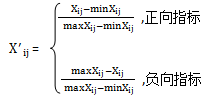 X′ij = { (Xij−minXij)/(maxXij−minXij) ,正向指标
(maxXij−Xij)/(maxXij−minXij) ,负向指标